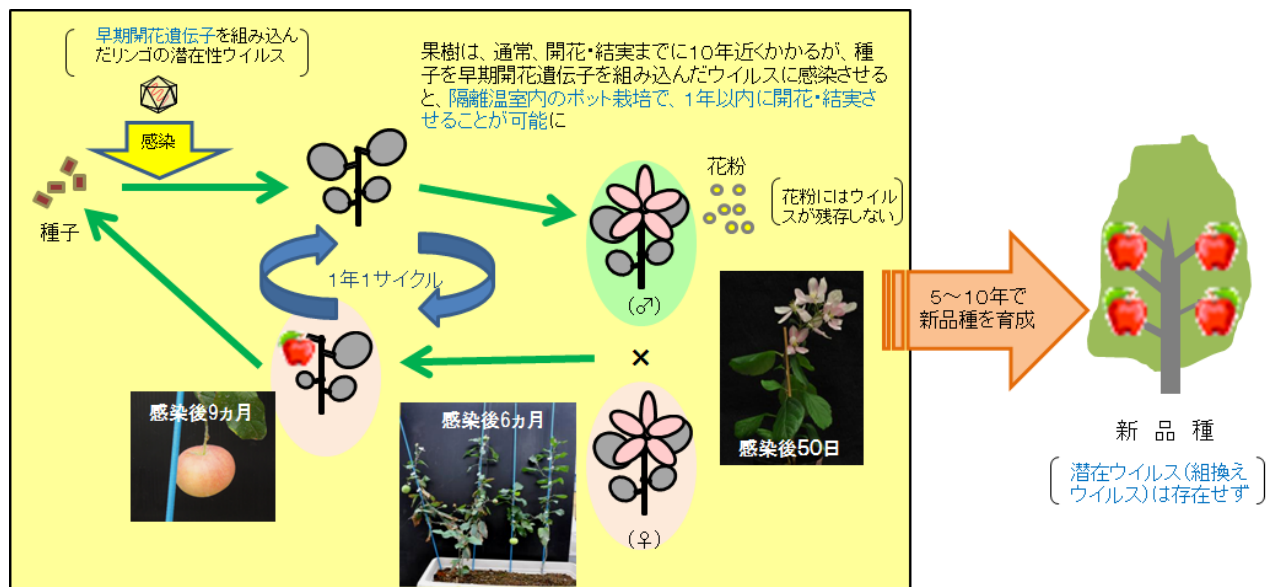 早期開花遺伝子を組み込ん
だリンゴの潜在性ウイルス
果樹は、通常、開花・結実までに10年近くかかるが、種
子を早期開花遺伝子を組み込んだウイルスに感染させる
と、隔離温室内のポット栽培で、1年以内に開花・結実さ
せることが可能に
感染
種子
花粉
花粉にはウイル
スが残存しない
1年1サイクル
(♂)
×
(♀)
感染後9ヵ月
感染後6ヵ月
感染後50日
5～10年で
新品種を育成
新 品 種
潜在ウイルス(組換え
ウイルス)は存在せず